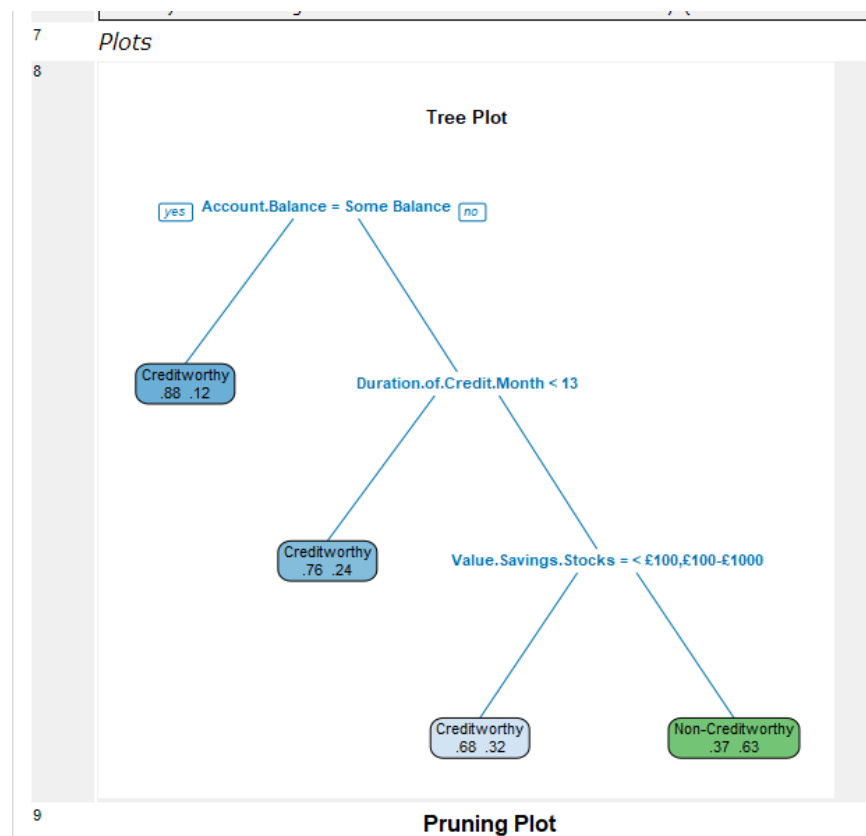 7
Plots
8
Tree Plot
yes Account.Balance = Some Balance no
Creditworthy
.88 .12
Duration.of.Credit.Month < 13
Creditworthy
.76 .24
Value.Savings.Stocks = < £100,£100-£1000
Creditworthy
.68 .32
Non-Creditworthy
.37 .63
9
Pruning Plot